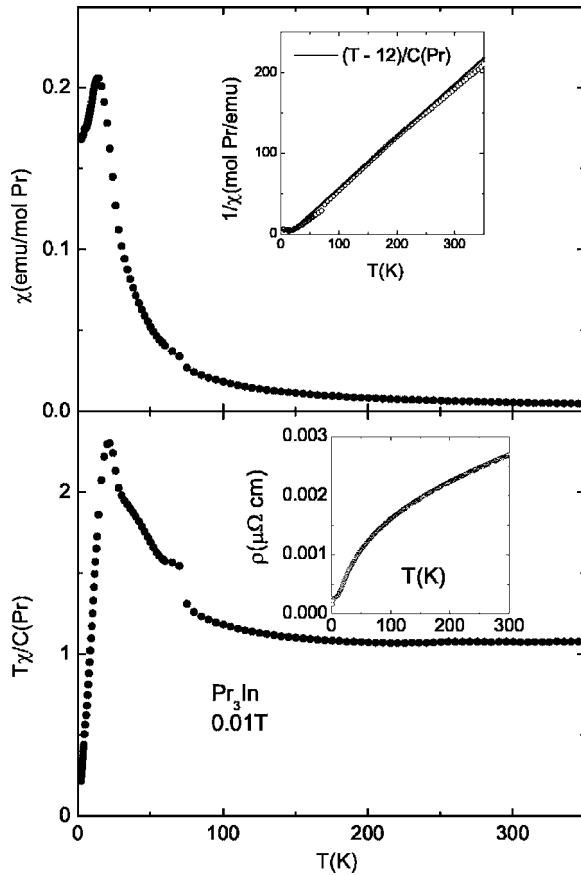 0.2
0.1
0.0
χ(emu/mol Pr)
(T - 12)/C(Pr)
200
100
0
1/χ(mol Pr/emu)
0 100 200 300
T(K)
2
1
0
Tχ/C(Pr)
0.003
0.002
0.001
0.000
ρ(μΩ cm)
T(K)
0 100 200 300
Pr₃In
0.01T
0 100 200 300
T(K)